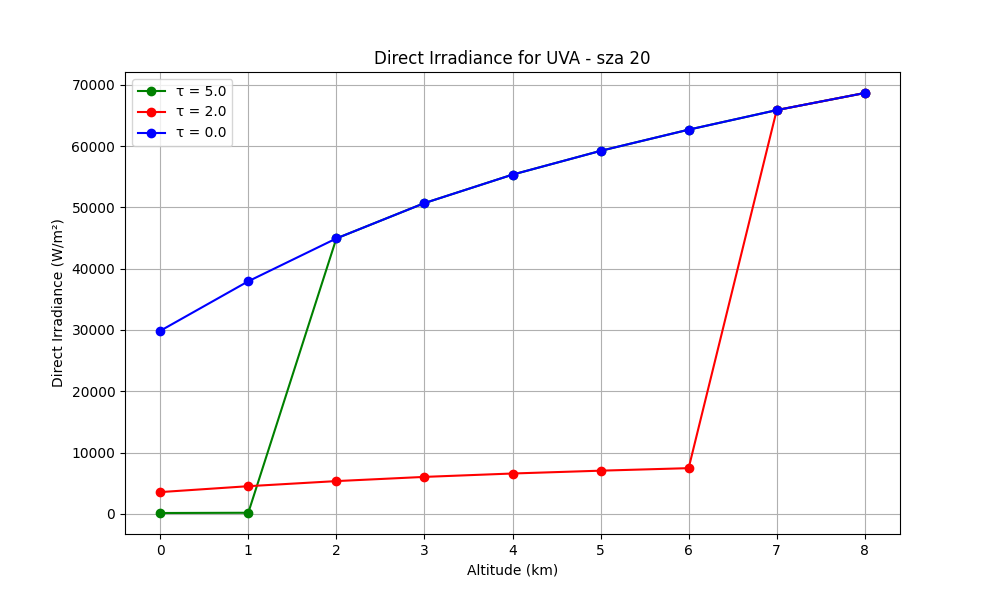 Direct Irradiance for UVA - sza 20
τ = 5.0
τ = 2.0
τ = 0.0
Direct Irradiance (W/m²)
70000
60000
50000
40000
30000
20000
10000
0
0 1 2 3 4 5 6 7 8
Altitude (km)